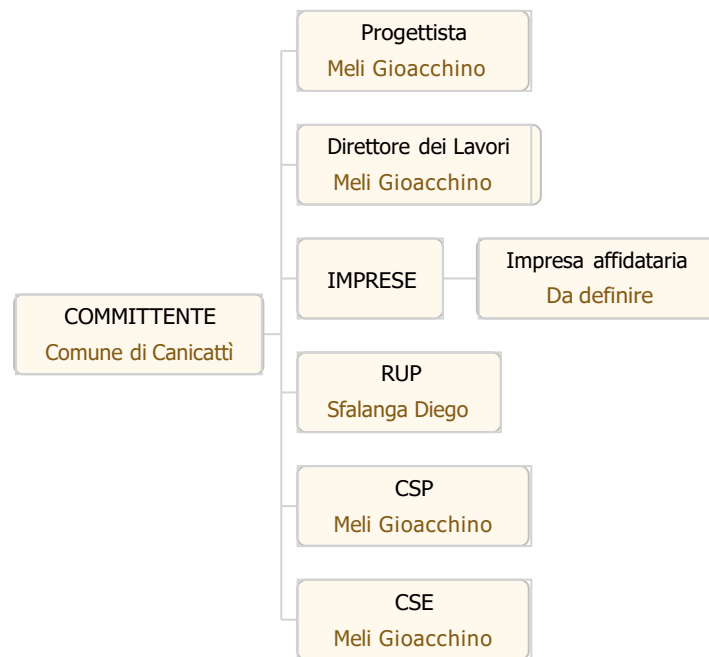 Progettista
Meli Gioacchino
Direttore dei Lavori
Meli Gioacchino
IMPRESE
Impresa affidataria
Da definire
COMMITTENTE
Comune di Canicattì
RUP
Sfalanga Diego
CSP
Meli Gioacchino
CSE
Meli Gioacchino